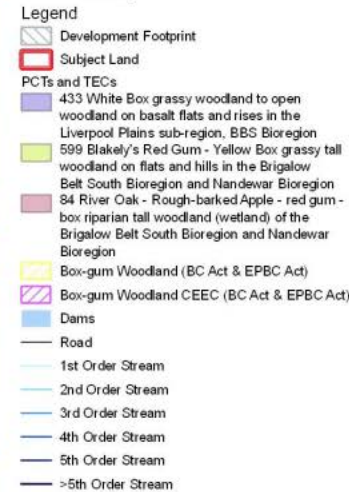 Legend
Development Footprint
Subject Land
PCTs and TECs
433 White Box grassy woodland to open
woodland on basalt flats and rises in the
Liverpool Plains sub-region, BBS Bioregion
599 Blakely's Red Gum - Yellow Box grassy tall
woodland on flats and hills in the Brigalow
Belt South Bioregion and Nandewar Bioregion
84 River Oak - Rough-barked Apple - red gum -
box riparian tall woodland (wetland) of the
Brigalow Belt South Bioregion and Nandewar
Bioregion
Box-gum Woodland (BC Act & EPBC Act)
Box-gum Woodland CEEC (BC Act & EPBC Act)
Dams
Road
1st Order Stream
2nd Order Stream
3rd Order Stream
4th Order Stream
5th Order Stream
>5th Order Stream